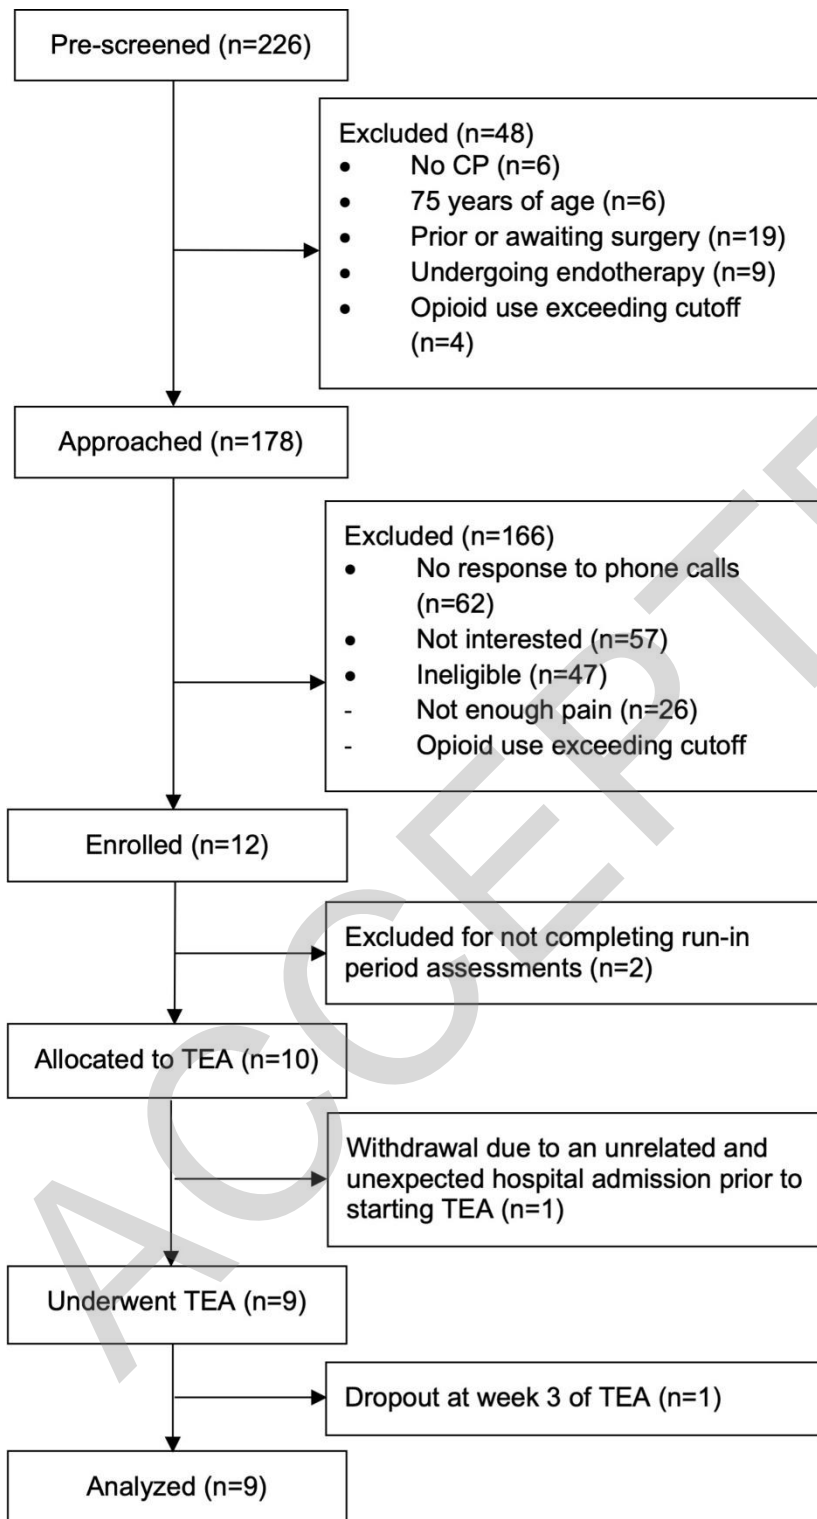 Pre-screened (n=226)
Excluded (n=48)
• No CP (n=6)
• 75 years of age (n=6)
• Prior or awaiting surgery (n=19)
• Undergoing endotherapy (n=9)
• Opioid use exceeding cutoff
(n=4)
Approached (n=178)
Excluded (n=166)
• No response to phone calls
(n=62)
• Not interested (n=57)
• Ineligible (n=47)
- Not enough pain (n=26)
- Opioid use exceeding cutoff
Enrolled (n=12)
Excluded for not completing run-in
period assessments (n=2)
Allocated to TEA (n=10)
Withdrawal due to an unrelated and
unexpected hospital admission prior to
starting TEA (n=1)
Underwent TEA (n=9)
Dropout at week 3 of TEA (n=1)
Analyzed (n=9)